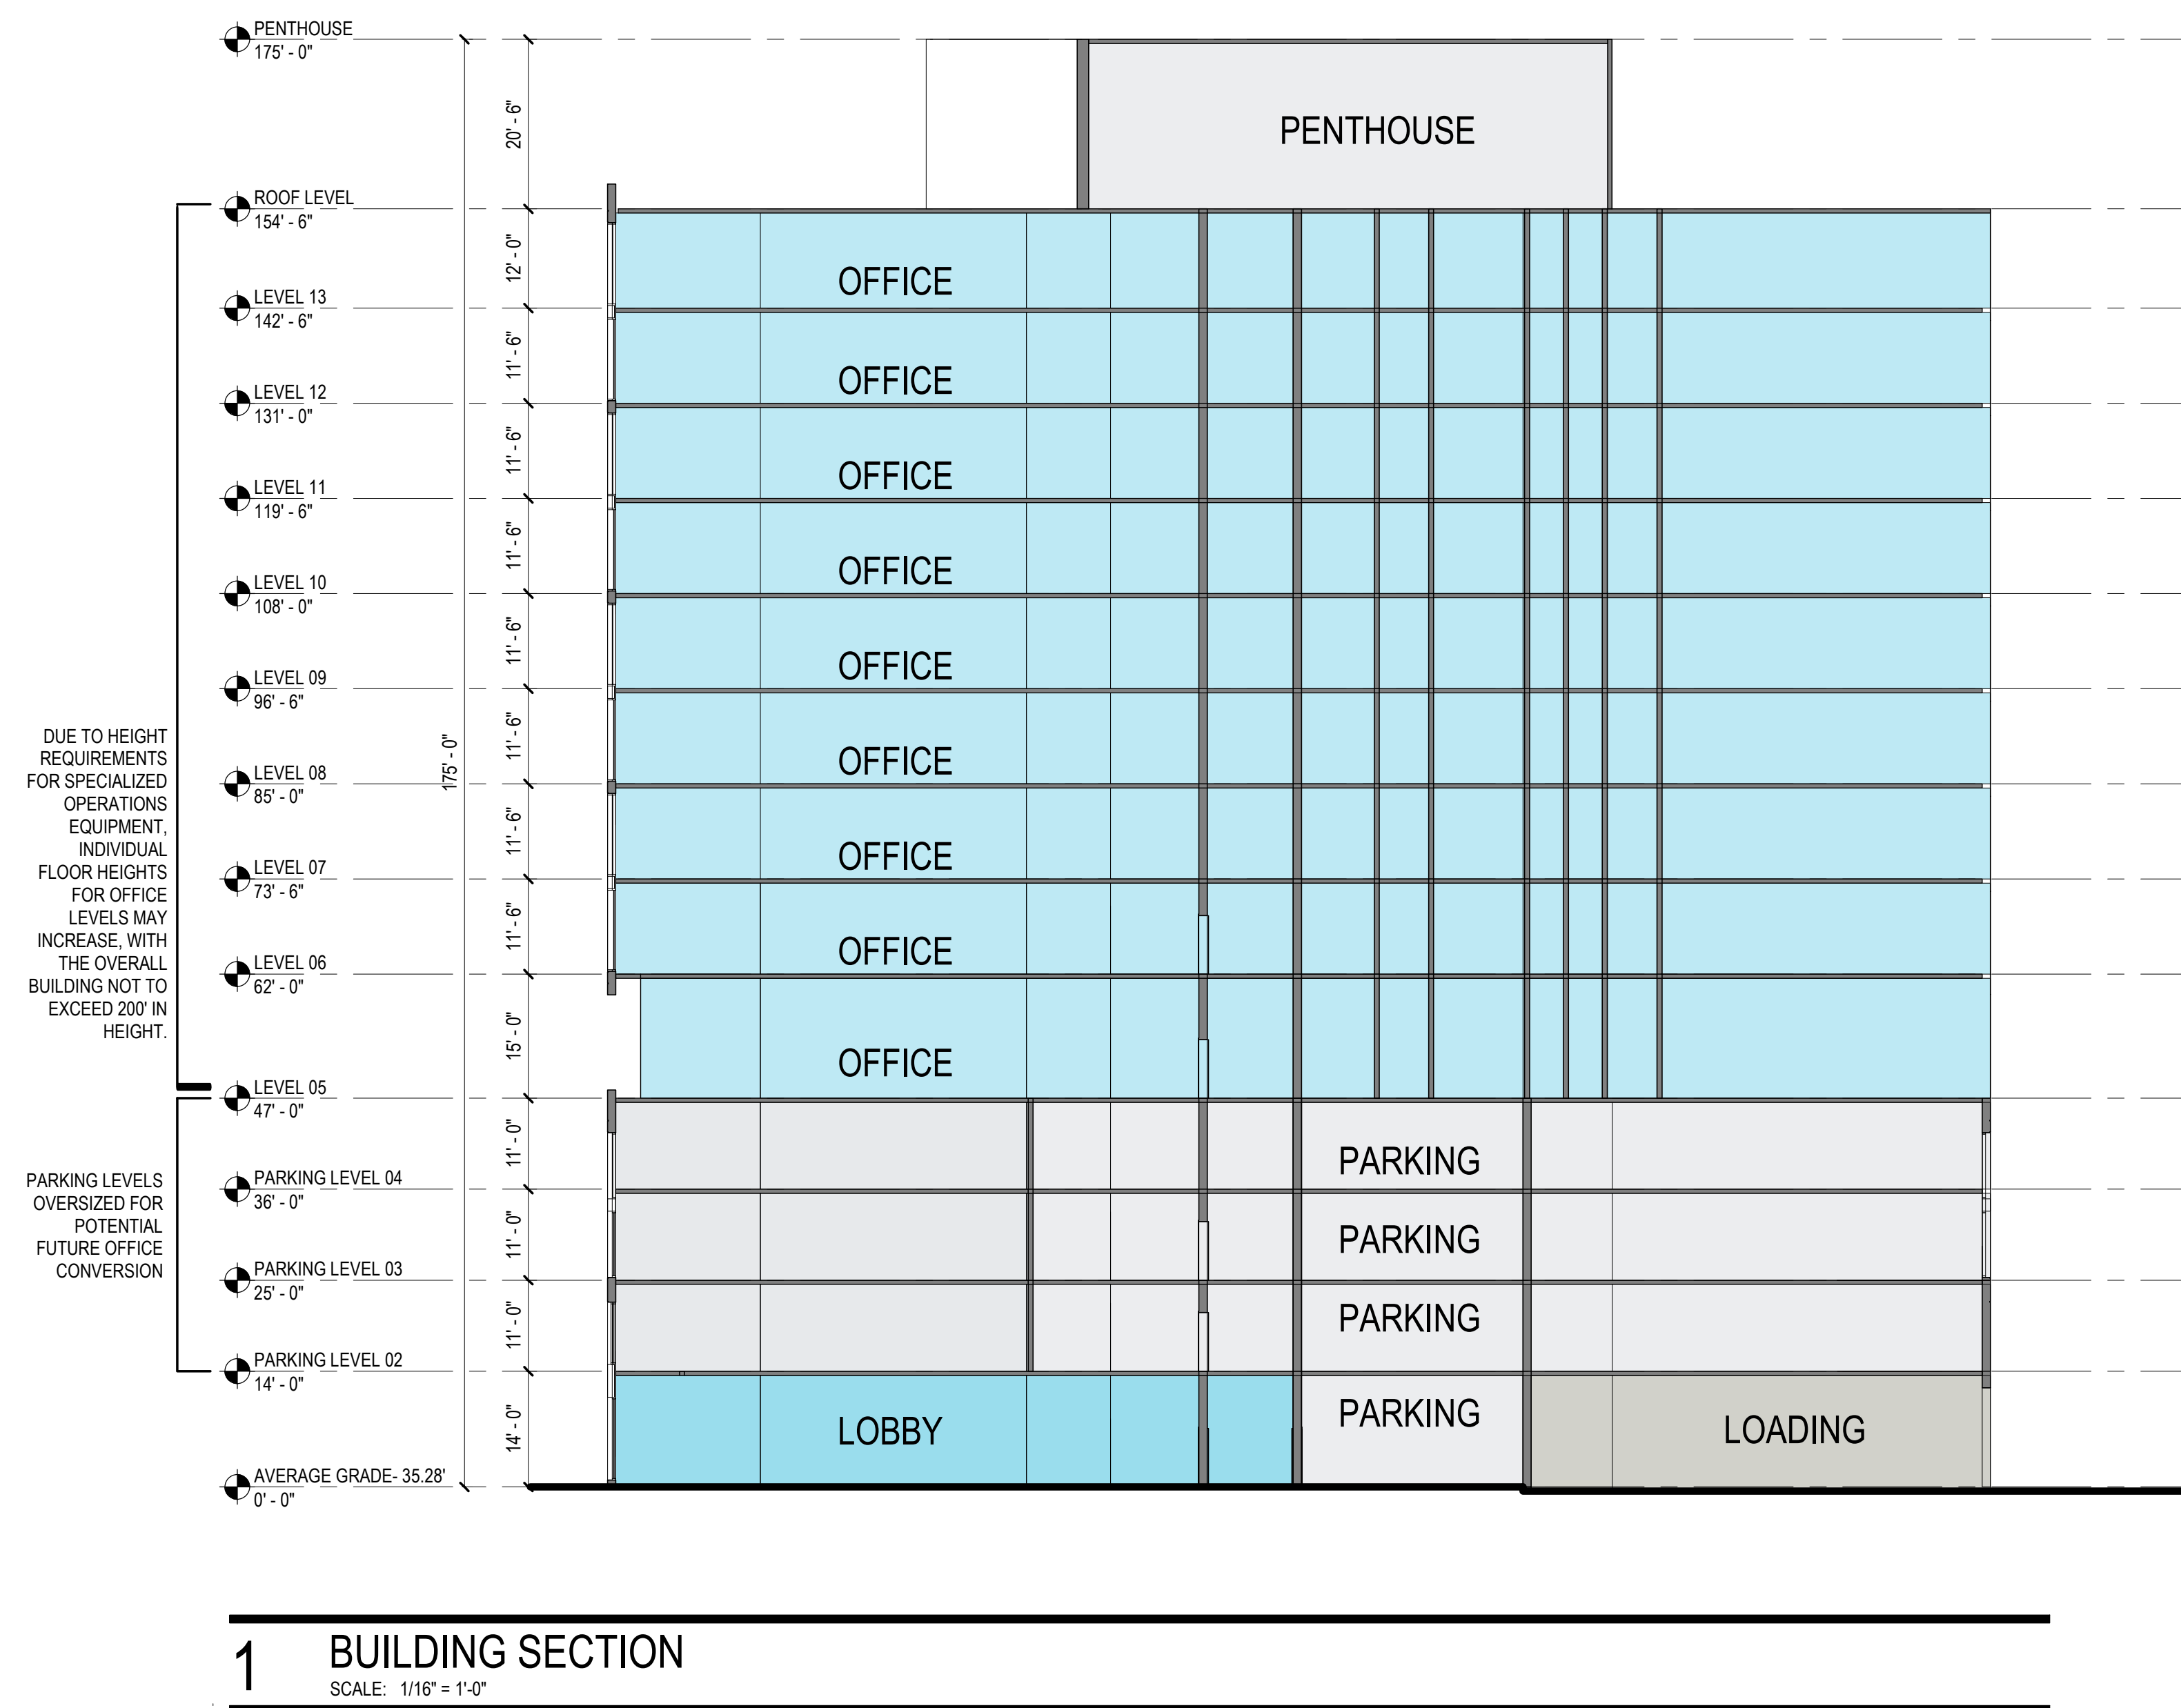 PENTHOUSE
175' - 0"
20' - 6"
PENTHOUSE
ROOF LEVEL
154' - 6"
12' - 0"
OFFICE
LEVEL 13
142' - 6"
11' - 6"
OFFICE
LEVEL 12
131' - 0"
11' - 6"
OFFICE
LEVEL 11
119' - 6"
11' - 6"
OFFICE
LEVEL 10
108' - 0"
11' - 6"
OFFICE
LEVEL 09
96' - 6"
11' - 6"
OFFICE
175' - 0"
LEVEL 08
85' - 0"
11' - 6"
OFFICE
LEVEL 07
73' - 6"
11' - 6"
OFFICE
LEVEL 06
62' - 0"
15' - 0"
OFFICE
DUE TO HEIGHT
REQUIREMENTS
FOR SPECIALIZED
OPERATIONS
EQUIPMENT,
INDIVIDUAL
FLOOR HEIGHTS
FOR OFFICE
LEVELS MAY
INCREASE, WITH
THE OVERALL
BUILDING NOT TO
EXCEED 200' IN
HEIGHT.
LEVEL 05
47' - 0"
11' - 0"
PARKING
PARKING LEVEL 04
36' - 0"
11' - 0"
PARKING
PARKING LEVELS
OVERSIZED FOR
POTENTIAL
FUTURE OFFICE
CONVERSION
PARKING LEVEL 03
25' - 0"
11' - 0"
PARKING
PARKING LEVEL 02
14' - 0"
14' - 0"
LOBBY
PARKING
LOADING
AVERAGE GRADE- 35.28'
0' - 0"
1
BUILDING SECTION
SCALE: 1/16" = 1'-0"